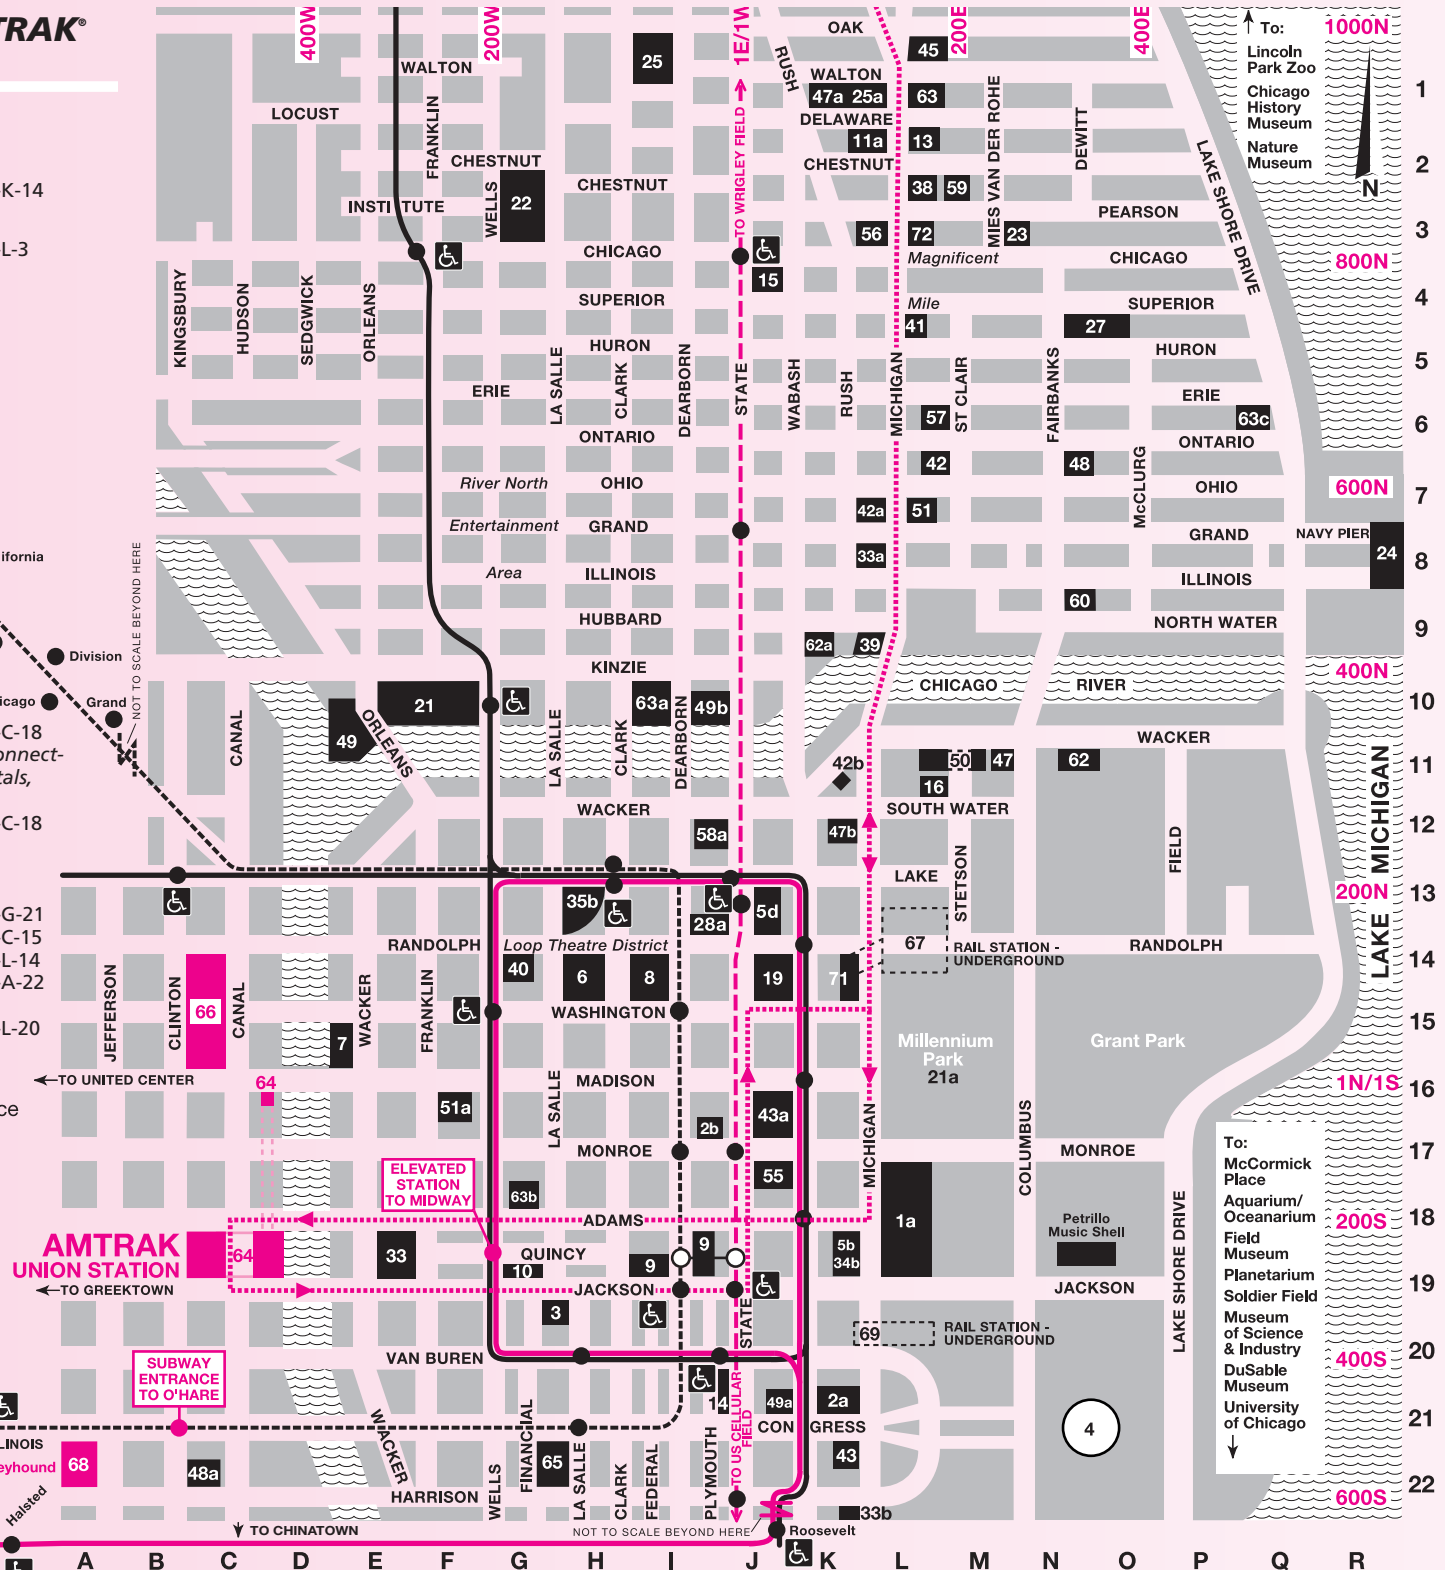 TRAK®
400W
200W
1E/1W
OAK
200E
400E
To:
Lincoln
Park Zoo
Chicago
History
Museum
Nature
Museum
1000N
N
WALTON
25
RUSH
WALTON
45
47a 25a
63
1
LOCUST
FRANKLIN
TO WRIGLEY FIELD
DELAWARE
11a
13
MIES VAN DER ROHE
DEWITT
CHESTNUT
CHESTNUT
CHESTNUT
2
LAKE SHORE DRIVE
K-14
INSTITUTE
WELLS
22
38
59
PEARSON
L-3
56
72
23
3
CHICAGO
Magnificent
CHICAGO
800N
15
KINGSBURY
HUDSON
SEDGWICK
ORLEANS
SUPERIOR
Mile
SUPERIOR
4
41
27
HURON
HURON
5
LA SALLE
CLARK
DEARBORN
STATE
WABASH
RUSH
MICHIGAN
ST CLAIR
FAIRBANKS
ERIE
ERIE
57
63c
6
ONTARIO
ONTARIO
42
48
McCLURG
River North
OHIO
OHIO
600N
7
42a
51
Entertainment
GRAND
GRAND
NAVY PIER
24
ifornia
NOT TO SCALE BEYOND HERE
33a
8
Area
ILLINOIS
ILLINOIS
60
HUBBARD
NORTH WATER
9
62a
39
Division
KINZIE
CHICAGO
RIVER
400N
icago
Grand
21
63a
49b
10
C-18
onnect-
tals,
CANAL
49
ORLEANS
LA SALLE
CLARK
DEARBORN
WACKER
42b
50
47
62
11
LAKE MICHIGAN
16
WACKER
SOUTH WATER
C-18
58a
47b
12
FIELD
LAKE
STETSON
200N
13
G-21
C-15
L-14
A-22
35b
28a
5d
RANDOLPH
Loop Theatre District
67
RAIL STATION -
UNDERGROUND
RANDOLPH
40
6
8
19
71
14
JEFFERSON
CLINTON
66
CANAL
WACKER
FRANKLIN
WASHINGTON
L-20
15
7
Millennium
Park
21a
Grant Park
TO UNITED CENTER
64
MADISON
1N/1S
16
ce
51a
LA SALLE
2b
43a
MICHIGAN
COLUMBUS
MONROE
MONROE
17
To:
McCormick
Place
Aquarium/
Oceanarium
Field
Museum
Planetarium
Soldier Field
Museum
of Science
& Industry
DuSable
Museum
University
of Chicago
ELEVATED
STATION
TO MIDWAY
63b
55
ADAMS
1a
Petrillo
Music Shell
LAKE SHORE DRIVE
200S
18
AMTRAK
UNION STATION
64
33
QUINCY
10
9
9
5b
34b
19
TO GREEKTOWN
JACKSON
JACKSON
3
STATE
69
RAIL STATION -
UNDERGROUND
VAN BUREN
400S
20
SUBWAY
ENTRANCE
TO O'HARE
14
49a
2a
4
21
CONGRESS
LINOIS
eyhound
68
48a
WACKER
WELLS
FINANCIAL
65
LA SALLE
CLARK
FEDERAL
PLYMOUTH
TO US CELLULAR
FIELD
43
22
HARRISON
600S
Halsted
33b
TO CHINATOWN
NOT TO SCALE BEYOND HERE
Roosevelt
A B C D E F G H I J K L M N O P Q R